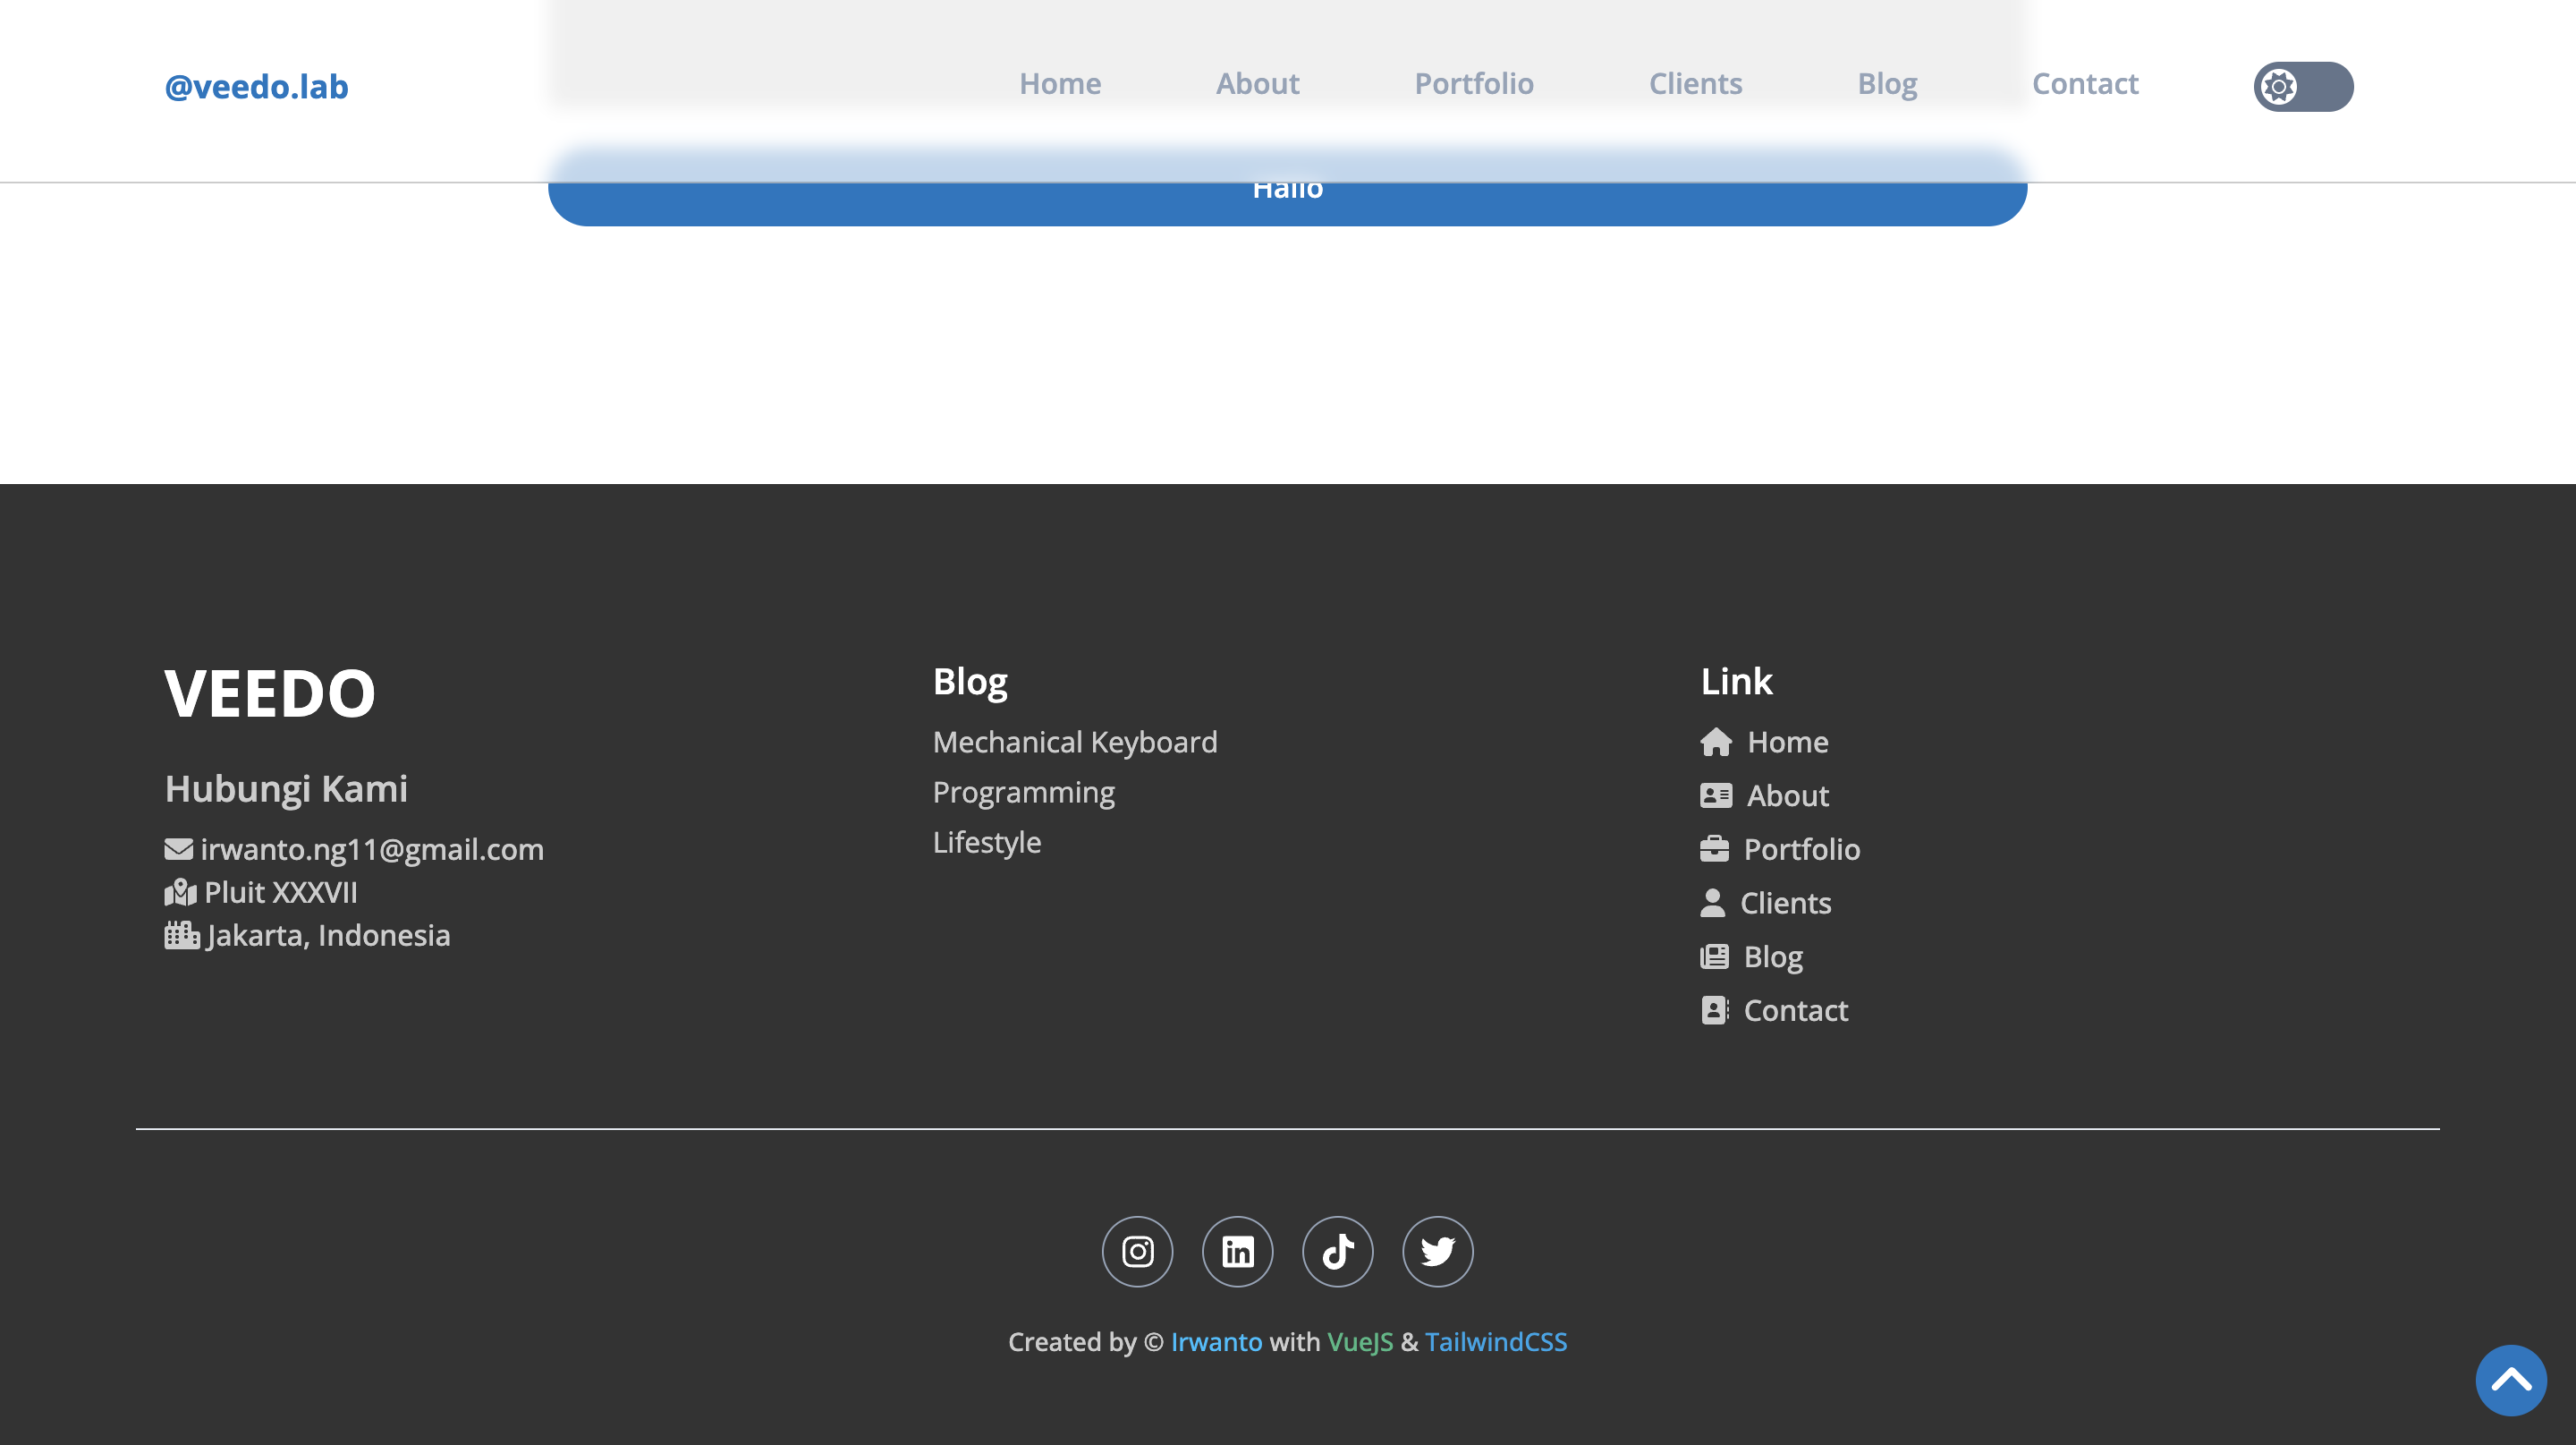 @veedo.lab
Home About Portfolio Clients Blog Contact
Hallo
VEEDO
Hubungi Kami
irwanto.ng11@gmail.com
Pluit XXXVII
Jakarta, Indonesia
Blog
Mechanical Keyboard
Programming
Lifestyle
Link
Home
About
Portfolio
Clients
Blog
Contact
Created by © Irwanto with VueJS & TailwindCSS